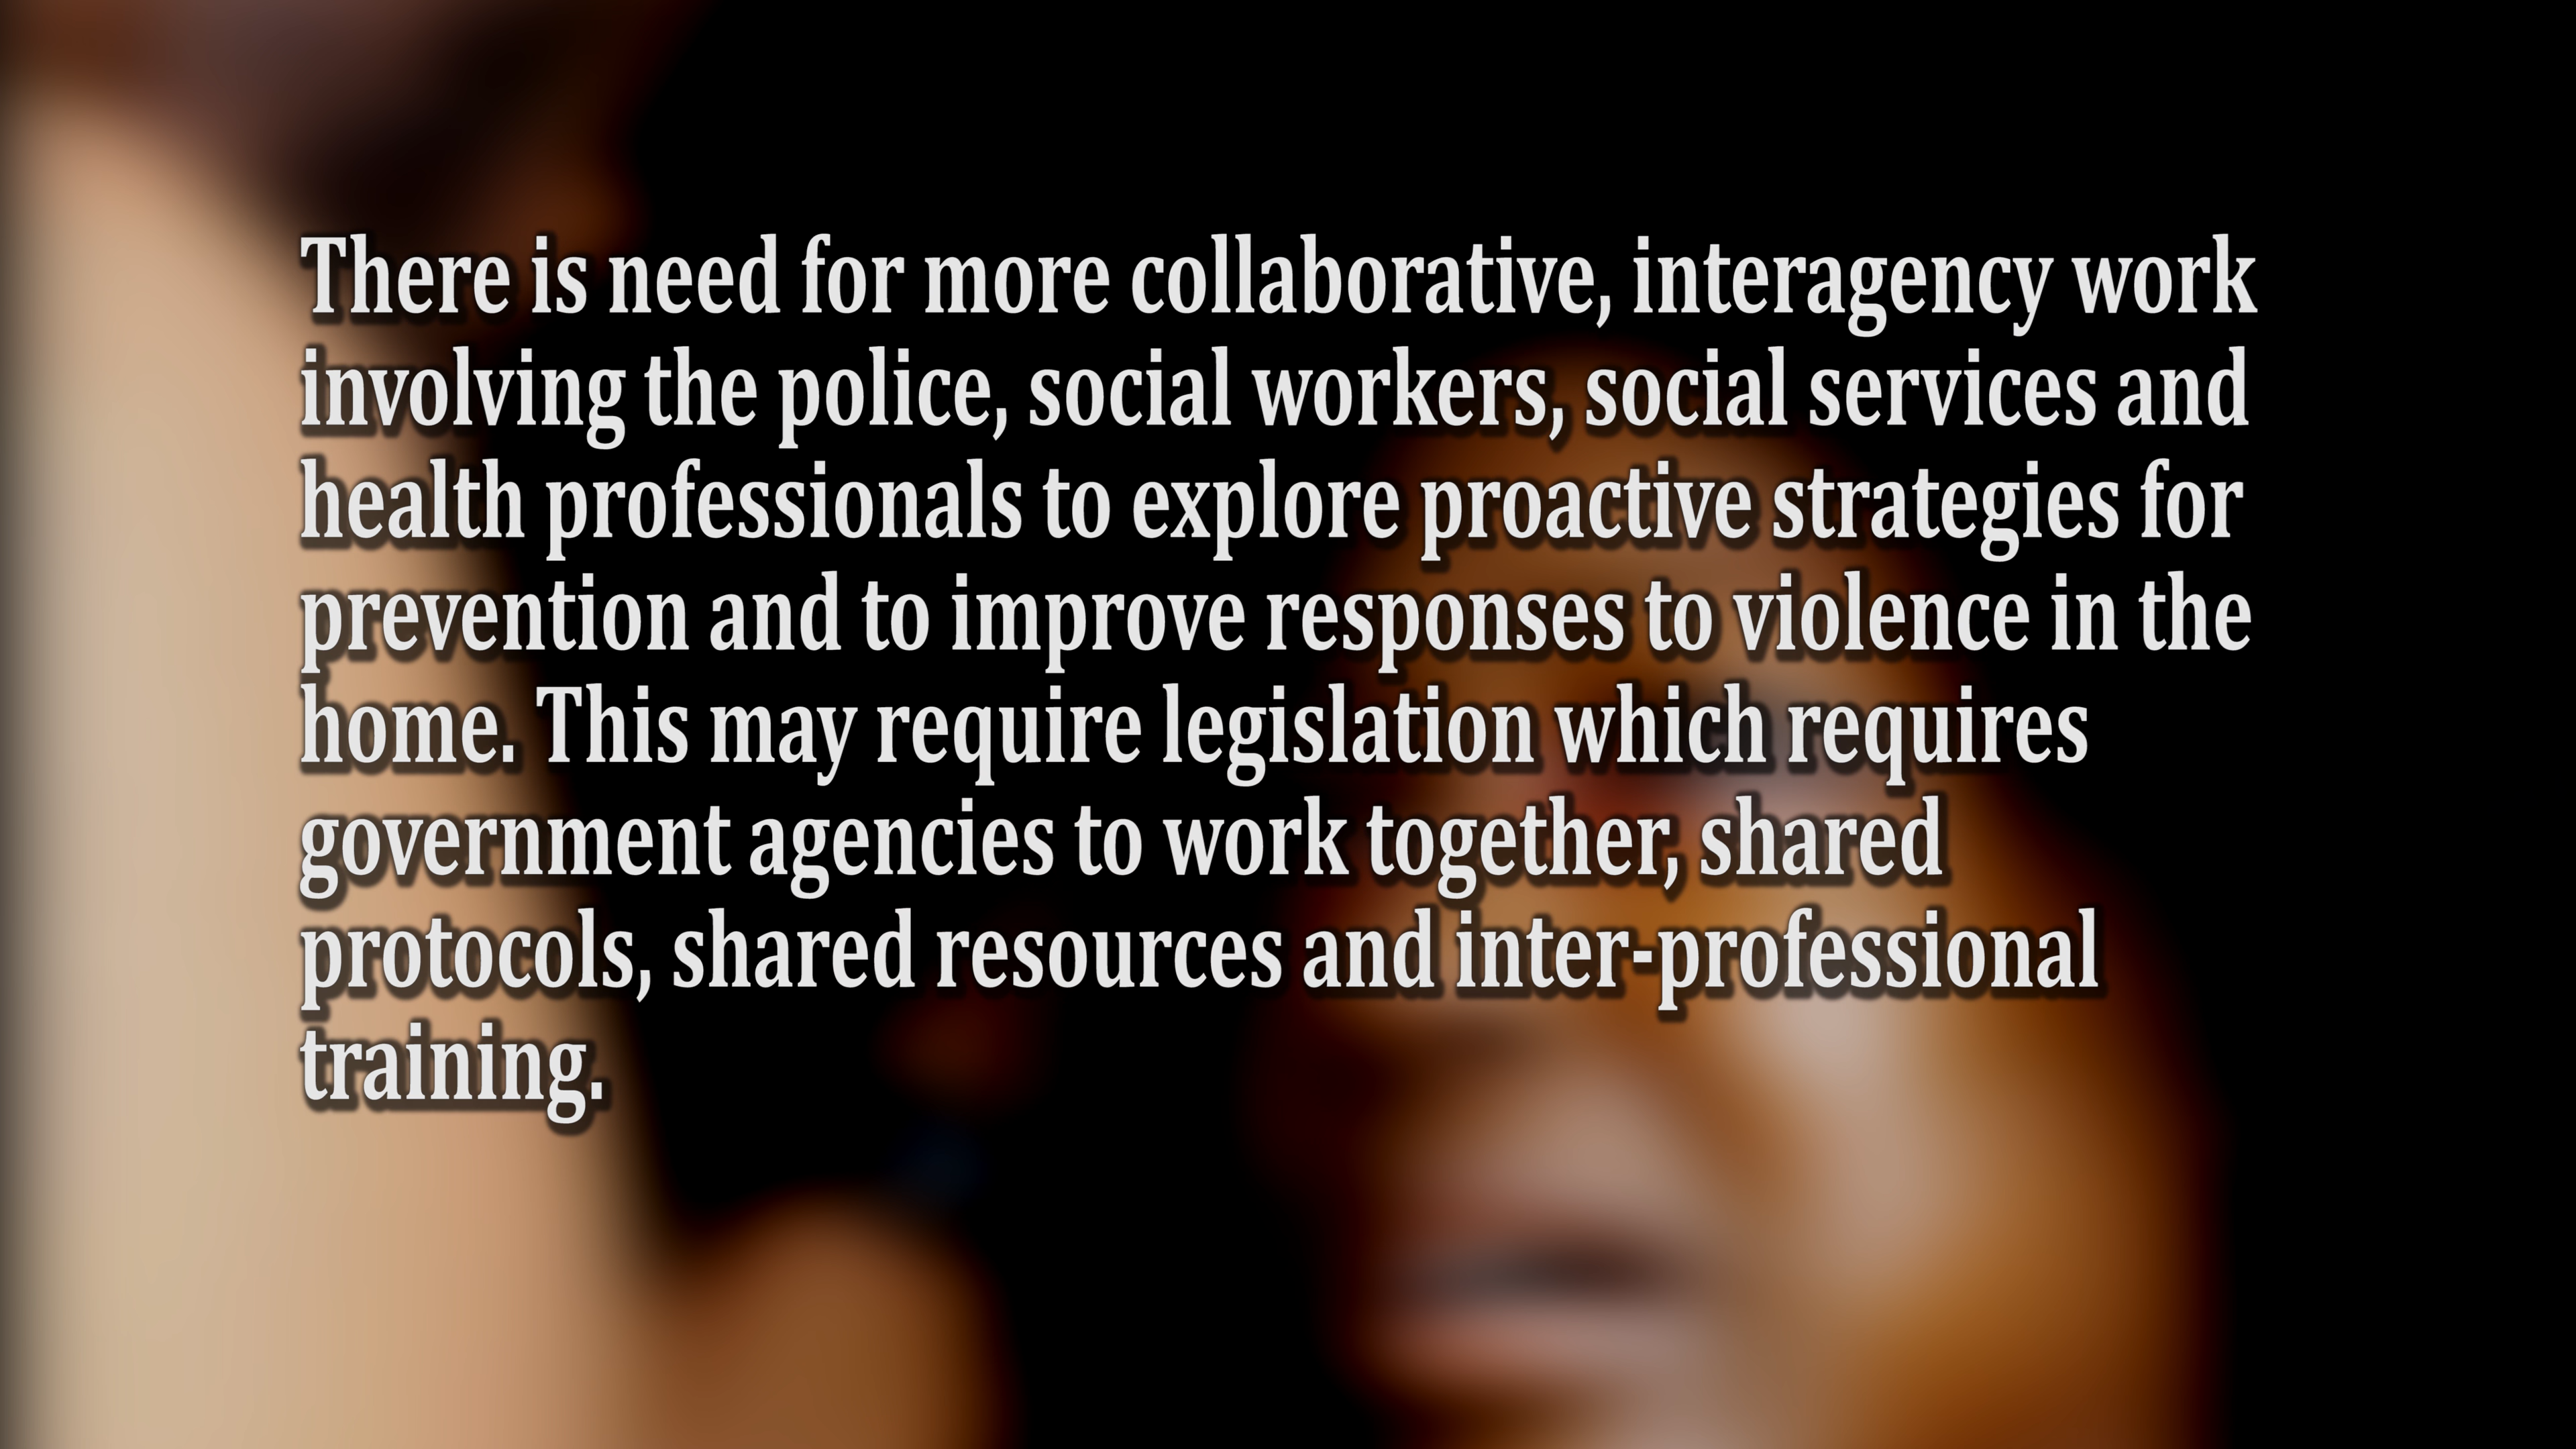 There is need for more collaborative, interagency work
involving the police, social workers, social services and
health professionals to explore proactive strategies for
prevention and to improve responses to violence in the
home. This may require legislation which requires
government agencies to work together, shared
protocols, shared resources and inter-professional
training.